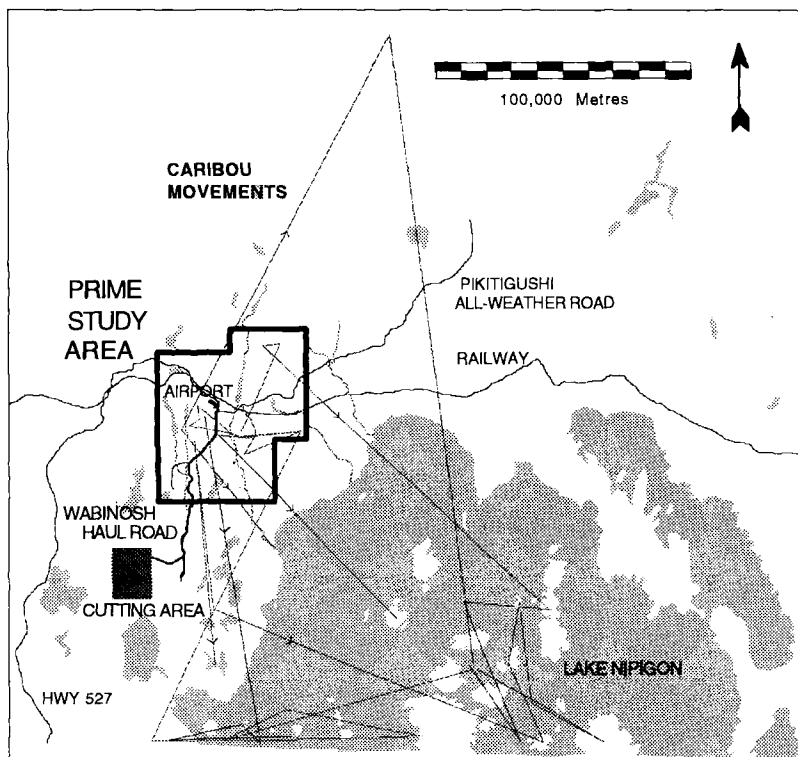 100,000 Metres
CARIBOU
MOVEMENTS
PRIME
STUDY
AREA
PIKITIGUSHI
ALL-WEATHER ROAD
RAILWAY
AIRPORT
WABINOSH
HAUL ROAD
CUTTING AREA
LAKE NIPIGON
HWY 527